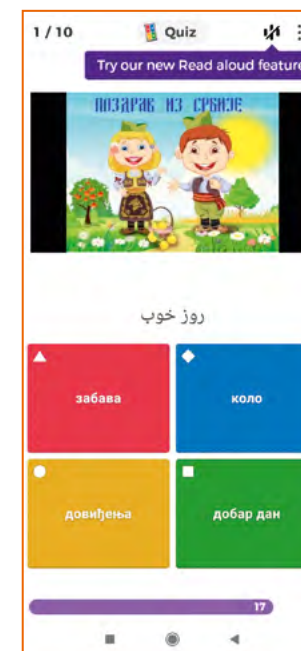 1 / 10
Quiz
Try our new Read aloud feature
ПОЗДРАВ ИЗ СРБИЈЕ
روز خوب
забава
коло
довиђења
добар дан
17